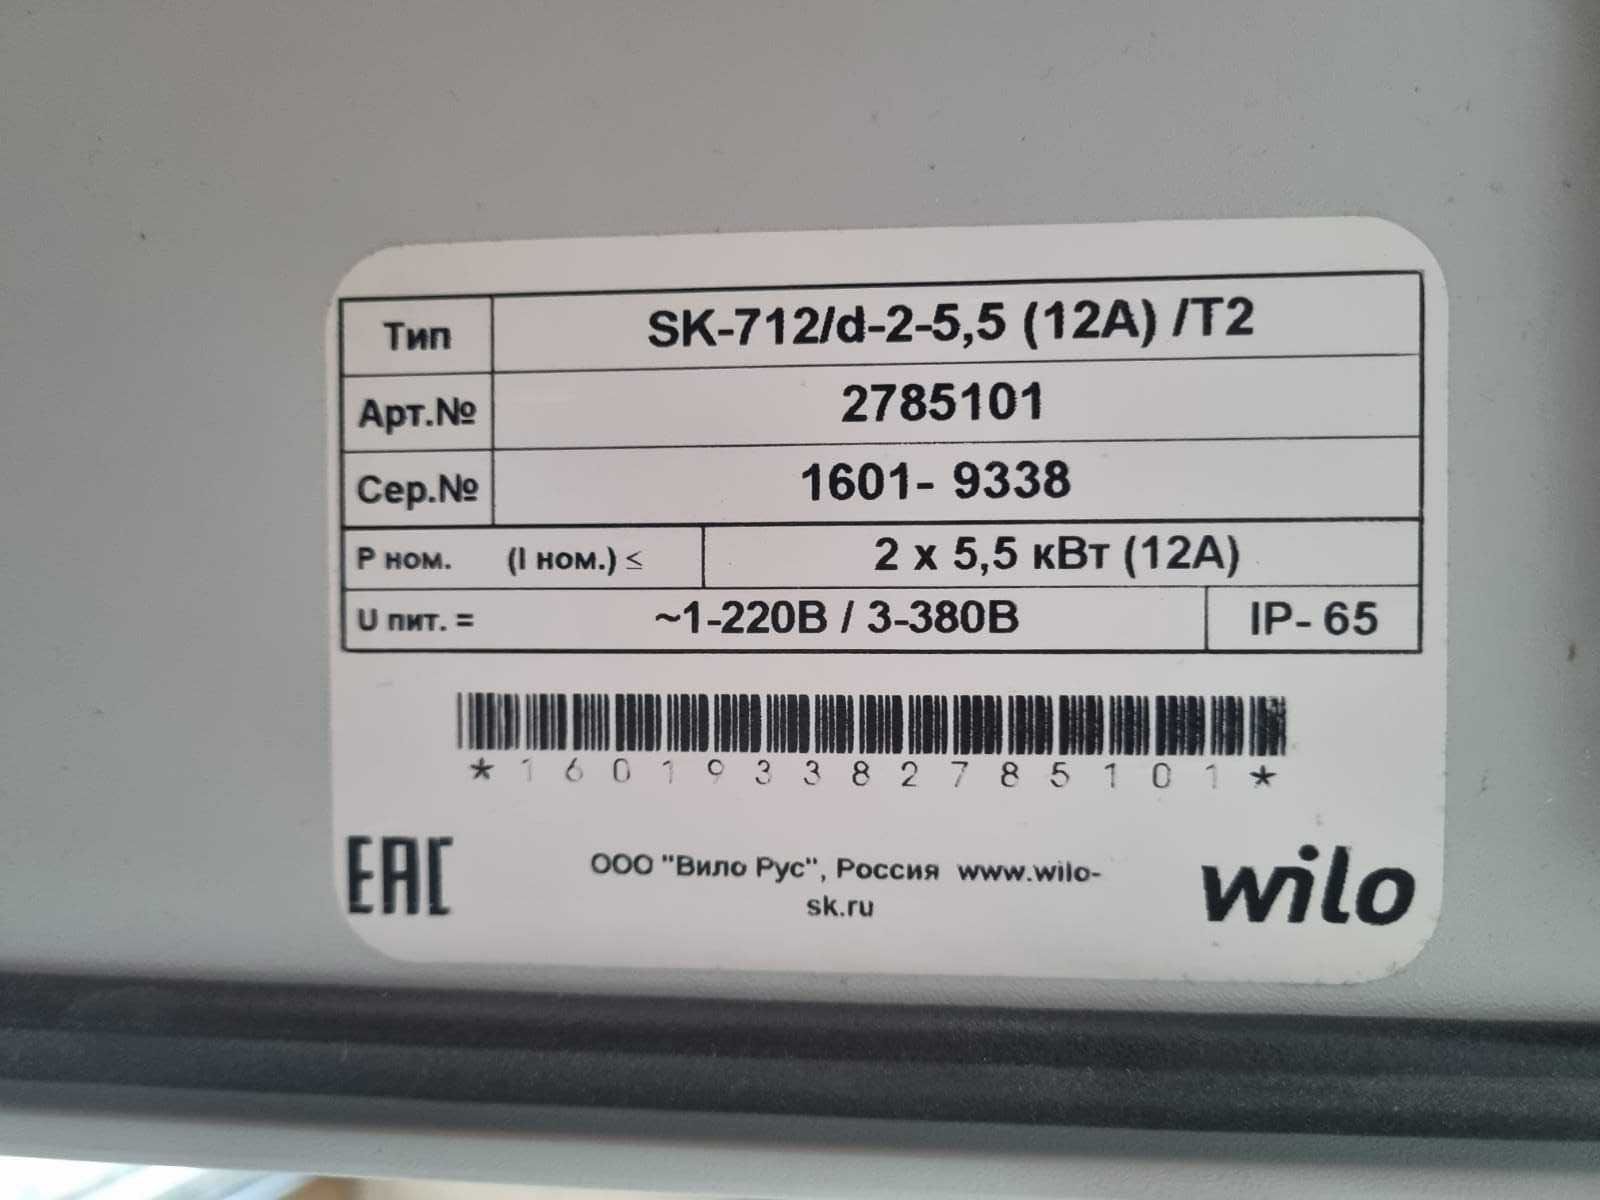 Тип SK-712/d-2-5,5 (12A) /T2
Арт.№ 2785101
Сер.№ 1601- 9338
Р ном. (I ном.) ≤ 2 x 5,5 кВт (12А)
U пит. = ~1-220В / 3-380В IP- 65
*160193382785101*
EAC
ООО "Вило Рус", Россия www.wilo-
sk.ru
wilo